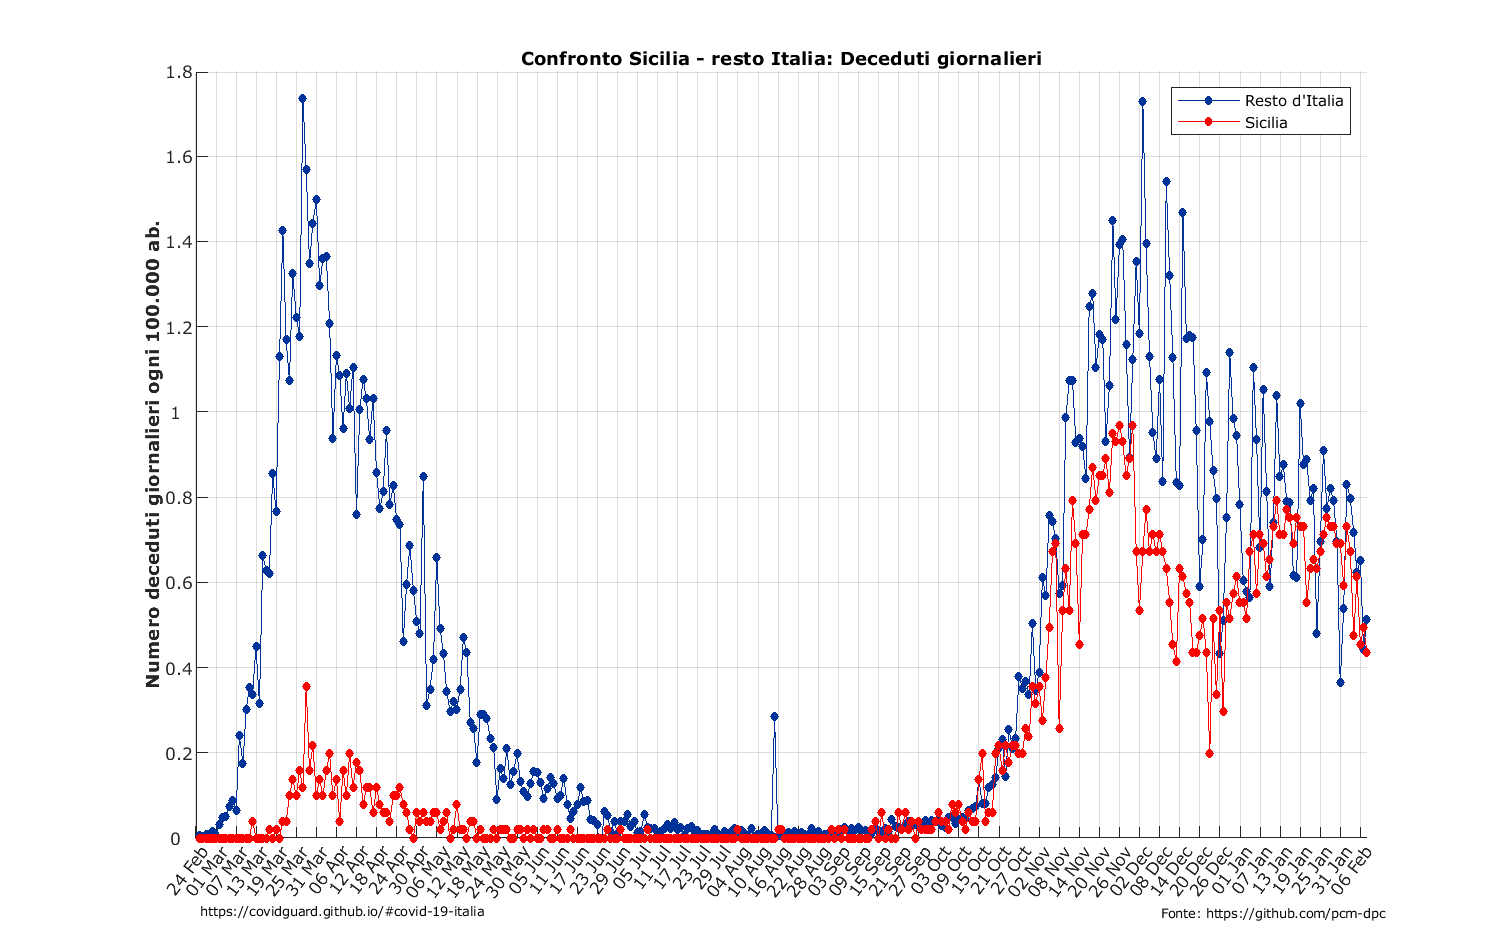 Confronto Sicilia - resto Italia: Deceduti giornalieri
Resto d'Italia
Sicilia
Numero deceduti giornalieri ogni 100.000 ab.
1.8
1.6
1.4
1.2
1
0.8
0.6
0.4
0.2
0
24 Feb
01 Mar
07 Mar
13 Mar
19 Mar
25 Mar
31 Mar
06 Apr
12 Apr
18 Apr
24 Apr
30 Apr
06 May
12 May
18 May
24 May
30 May
05 Jun
11 Jun
17 Jun
23 Jun
29 Jun
05 Jul
11 Jul
17 Jul
23 Jul
29 Jul
04 Aug
10 Aug
16 Aug
22 Aug
28 Aug
03 Sep
09 Sep
15 Sep
21 Sep
27 Sep
03 Oct
09 Oct
15 Oct
21 Oct
27 Oct
02 Nov
08 Nov
14 Nov
20 Nov
26 Nov
02 Dec
08 Dec
14 Dec
20 Dec
26 Dec
01 Jan
07 Jan
13 Jan
19 Jan
25 Jan
31 Jan
06 Feb
https://covidguard.github.io/#covid-19-italia
Fonte: https://github.com/pcm-dpc